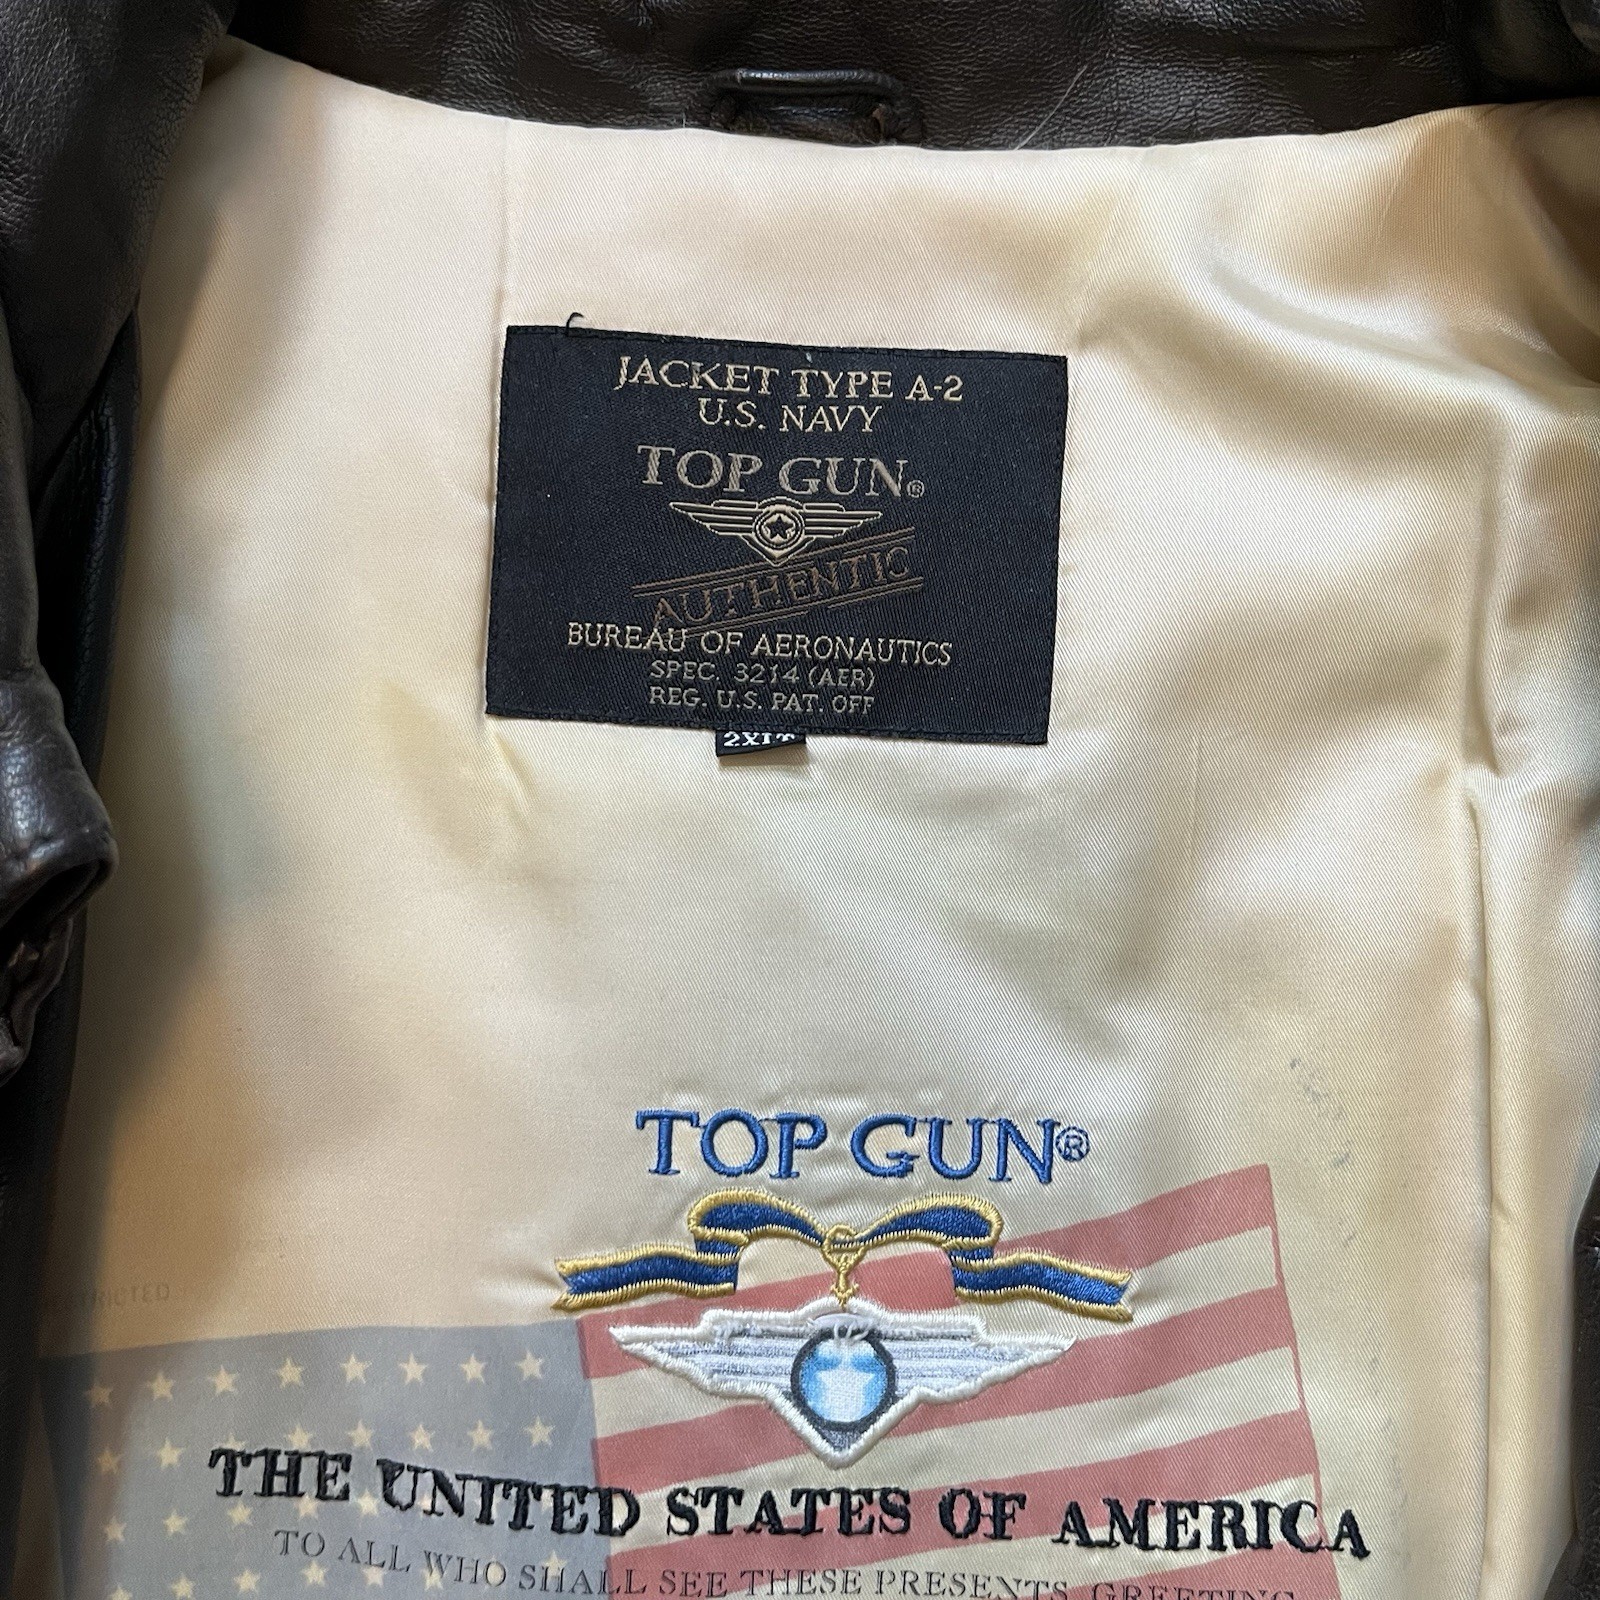 JACKET TYPE A-2
U.S. NAVY
TOP GUN®
AUTHENTIC
BUREAU OF AERONAUTICS
SPEC. 3214 (AER)
REG. U.S. PAT. OFF
TOP GUN®
THE UNITED STATES OF AMERICA
TO ALL WHO SHALL SEE THESE PRESENTS, GREETING